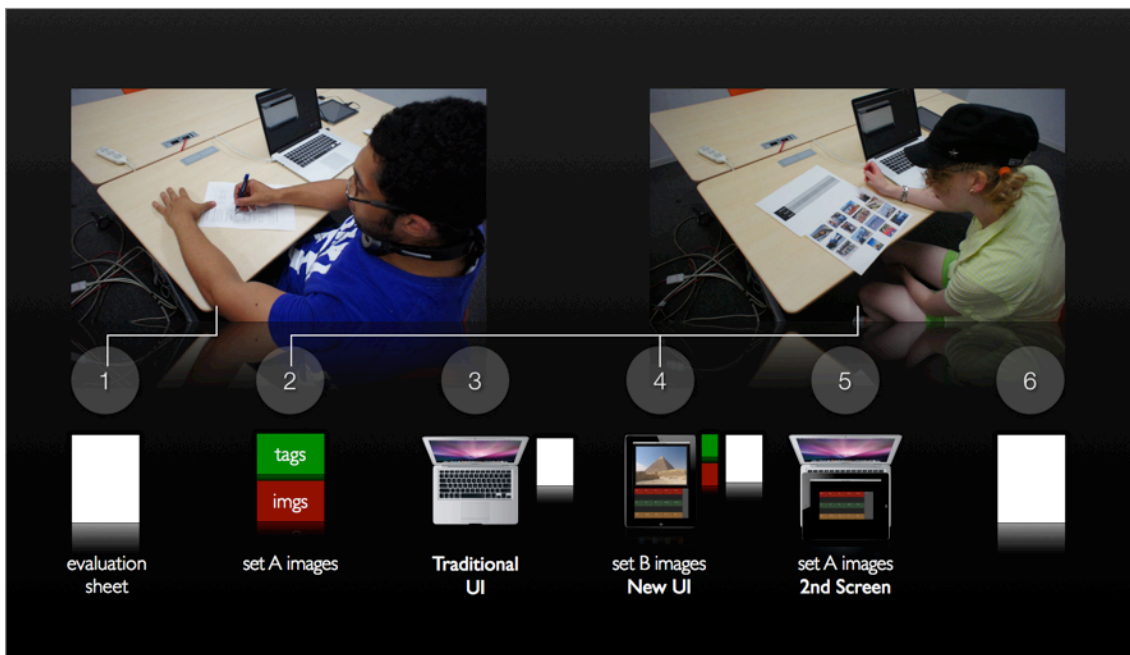 1
2
3
4
5
6
tags
imgs
evaluation
sheet
set A images
Traditional
UI
set B images
New UI
set A images
2nd Screen